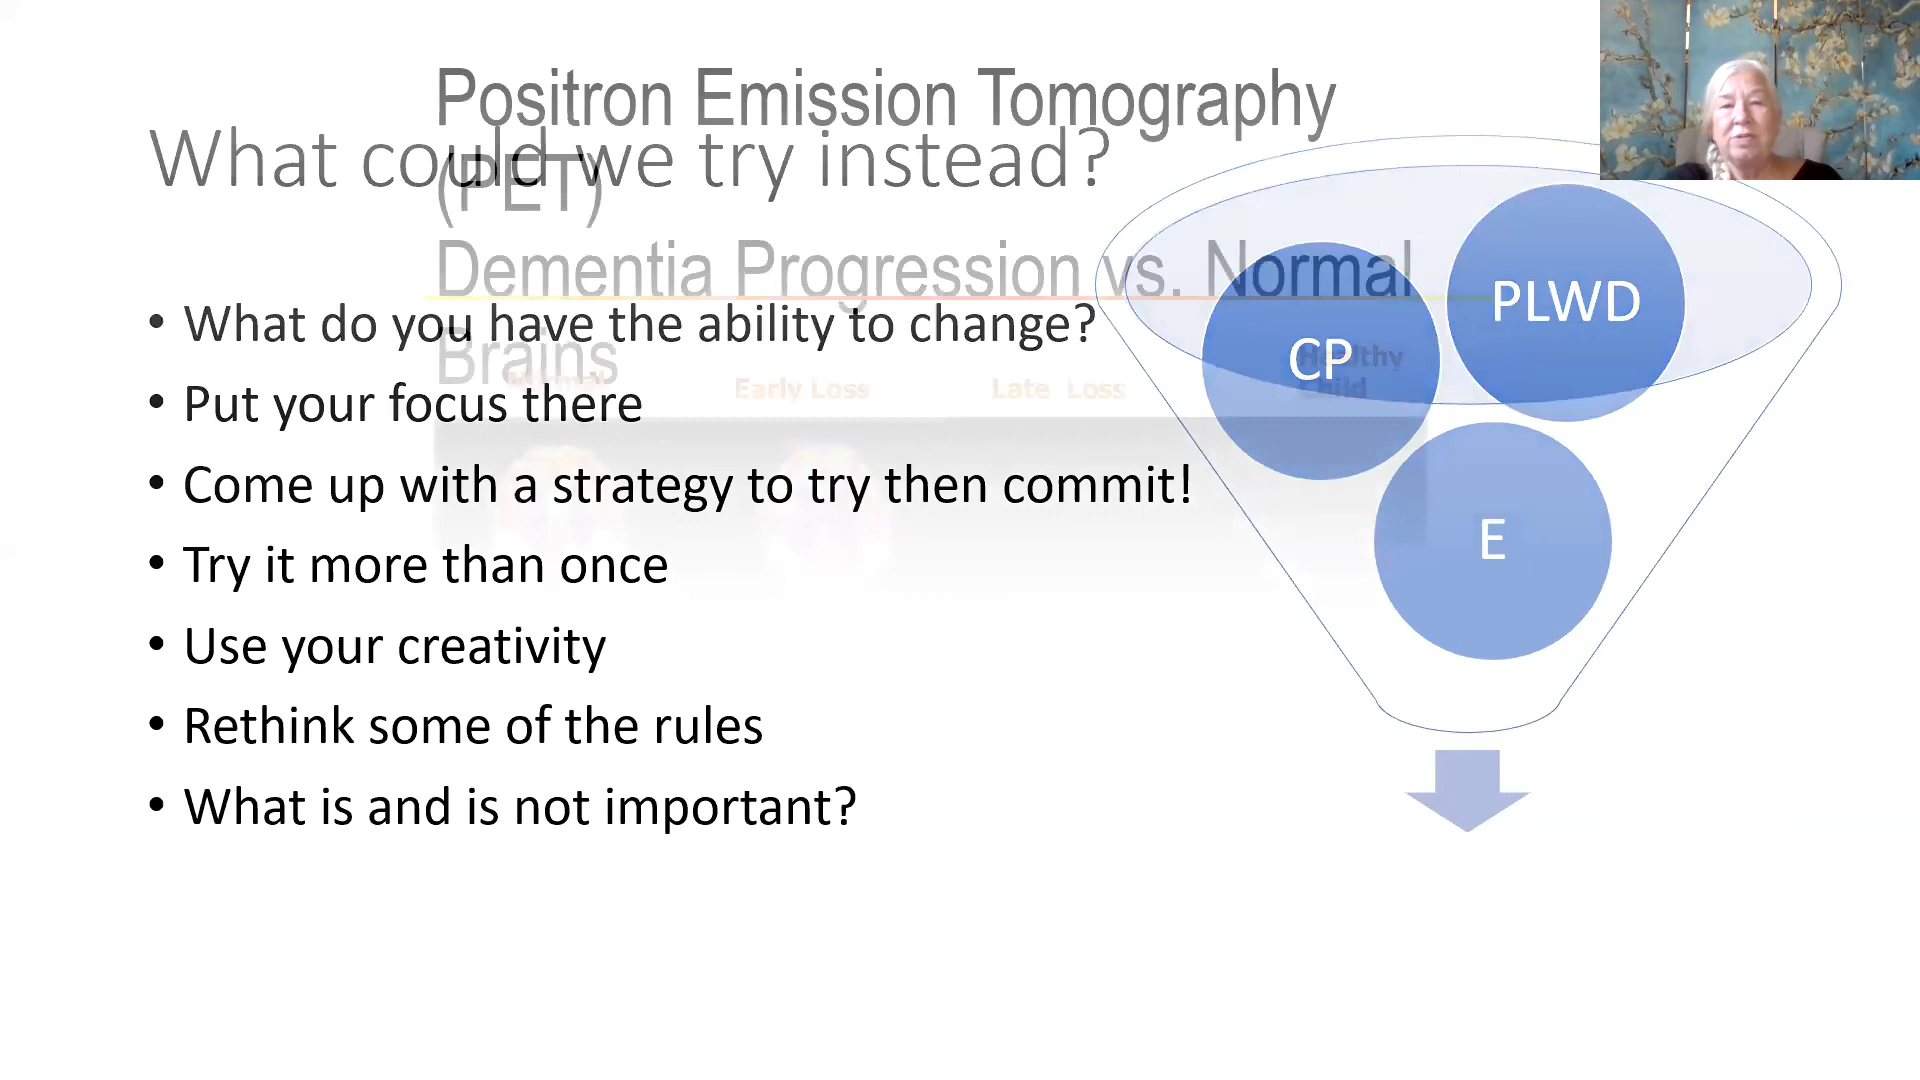 Positron Emission Tomography
(PET)
Dementia Progression vs. Normal
Brains
Normal
Early Loss
Late Loss
Healthy
Child
What could we try instead?
• What do you have the ability to change?
• Put your focus there
• Come up with a strategy to try then commit!
• Try it more than once
• Use your creativity
• Rethink some of the rules
• What is and is not important?
CP
PLWD
E